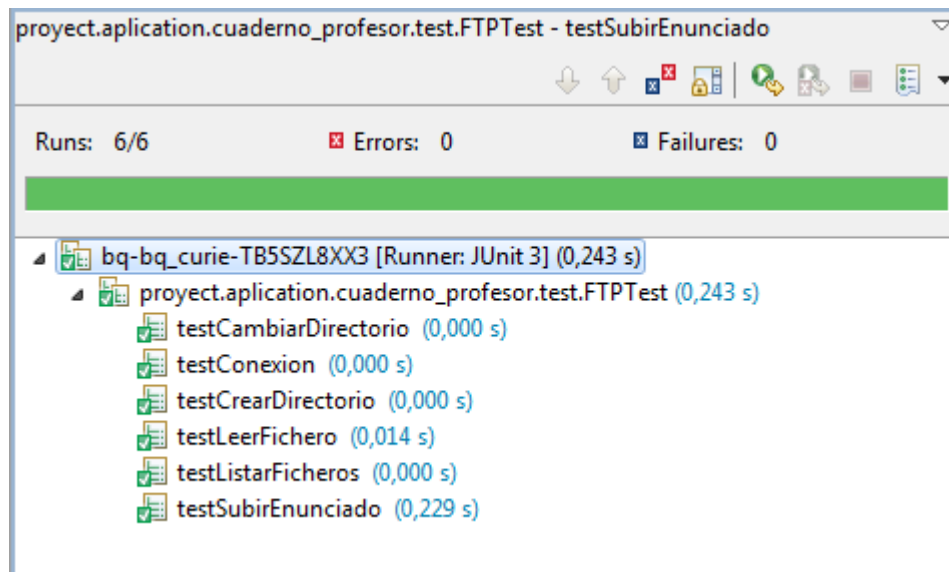 proyect.aplication.cuaderno_profesor.test.FTPTest - testSubirEnunciado
Runs: 6/6 Errors: 0 Failures: 0
bq-bq_curie-TB5SZL8XX3 [Runner: JUnit 3] (0,243 s)
proyect.aplication.cuaderno_profesor.test.FTPTest (0,243 s)
testCambiarDirectorio (0,000 s)
testConexion (0,000 s)
testCrearDirectorio (0,000 s)
testLeerFichero (0,014 s)
testListarFicheros (0,000 s)
testSubirEnunciado (0,229 s)